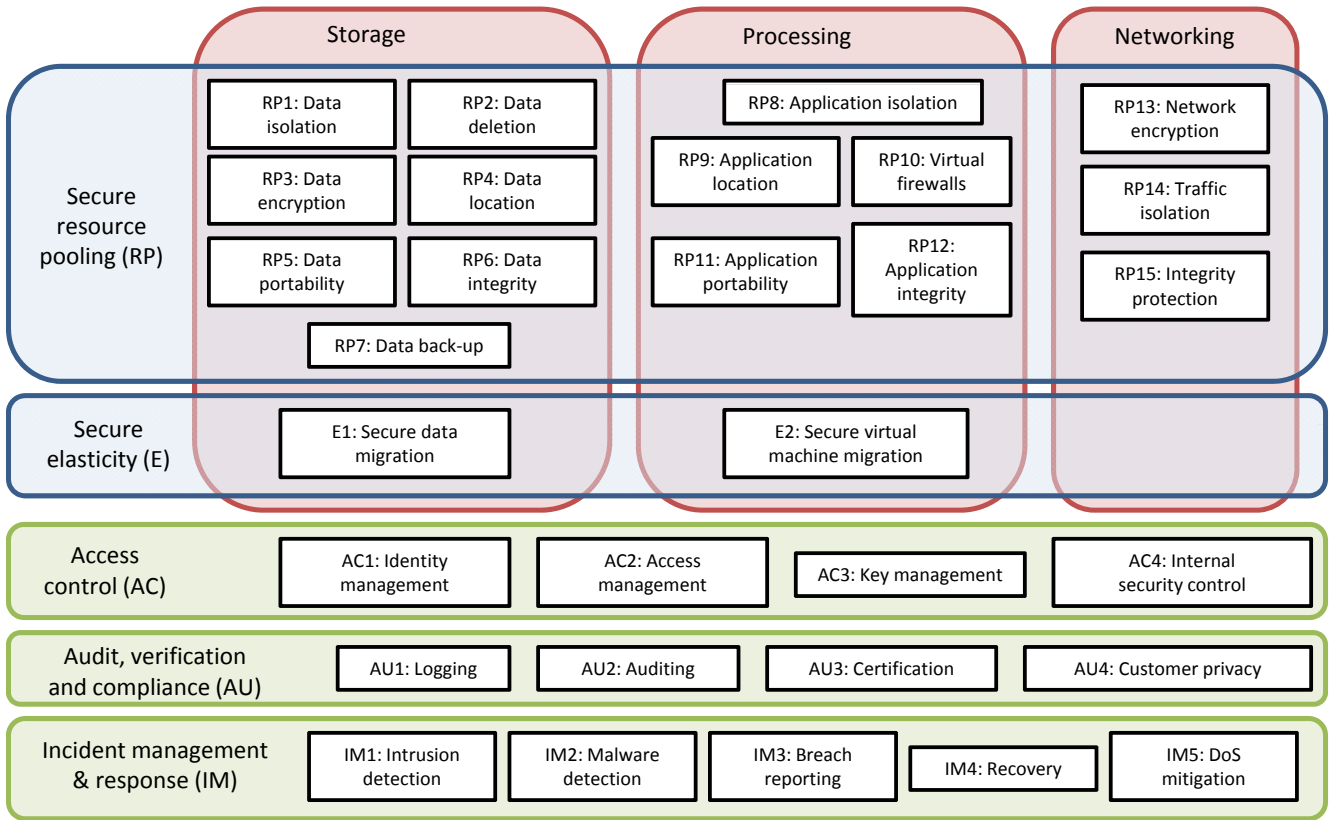 Storage
Processing
Networking
Secure
resource
pooling (RP)
RP1: Data
isolation
RP2: Data
deletion
RP3: Data
encryption
RP4: Data
location
RP5: Data
portability
RP6: Data
integrity
RP7: Data back-up
RP8: Application isolation
RP9: Application
location
RP10: Virtual
firewalls
RP11: Application
portability
RP12:
Application
integrity
RP13: Network
encryption
RP14: Traffic
isolation
RP15: Integrity
protection
Secure
elasticity (E)
E1: Secure data
migration
E2: Secure virtual
machine migration
Access
control (AC)
AC1: Identity
management
AC2: Access
management
AC3: Key management
AC4: Internal
security control
Audit, verification
and compliance (AU)
AU1: Logging
AU2: Auditing
AU3: Certification
AU4: Customer privacy
Incident management
& response (IM)
IM1: Intrusion
detection
IM2: Malware
detection
IM3: Breach
reporting
IM4: Recovery
IM5: DoS
mitigation